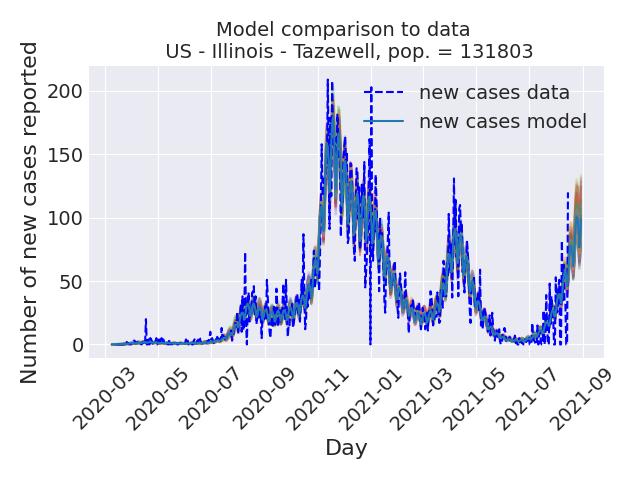 Model comparison to data
US - Illinois - Tazewell, pop. = 131803
new cases data
new cases model
Number of new cases reported
200
150
100
50
0
2020-03
2020-05
2020-07
2020-09
2020-11
2021-01
2021-03
2021-05
2021-07
2021-09
Day